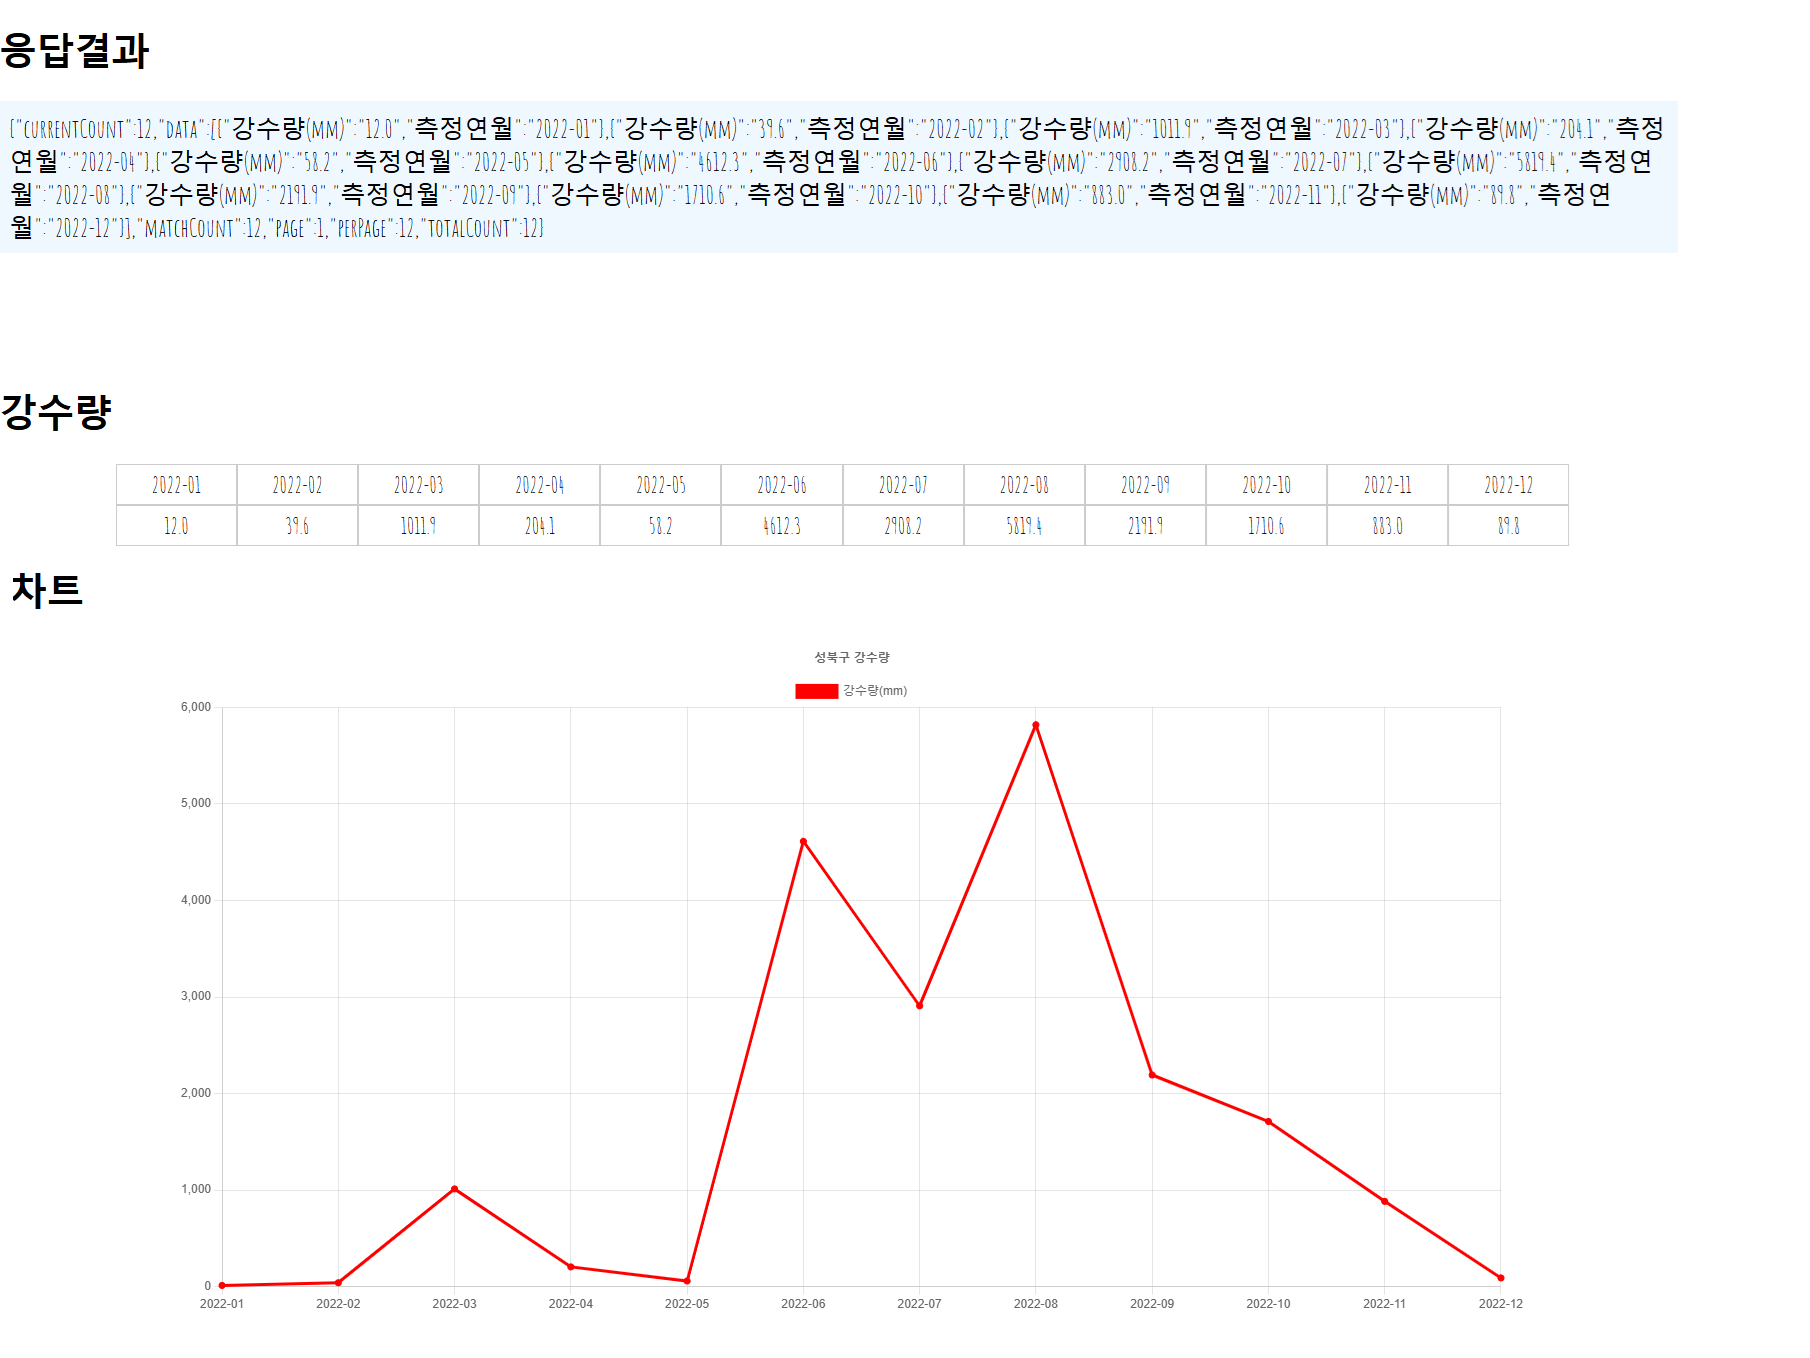 응답결과
{"currentCount":12,"data":[{"강수량(mm)":"12.0","측정연월":"2022-01"},{"강수량(mm)":"39.6","측정연월":"2022-02"},{"강수량(mm)":"1011.9","측정연월":"2022-03"},{"강수량(mm)":"204.1","측정
연월":"2022-04"},{"강수량(mm)":"58.2","측정연월":"2022-05"},{"강수량(mm)":"4612.3","측정연월":"2022-06"},{"강수량(mm)":"2908.2","측정연월":"2022-07"},{"강수량(mm)":"5819.4","측정연
월":"2022-08"},{"강수량(mm)":"2191.9","측정연월":"2022-09"},{"강수량(mm)":"1710.6","측정연월":"2022-10"},{"강수량(mm)":"883.0","측정연월":"2022-11"},{"강수량(mm)":"89.8","측정연
월":"2022-12"}],"matchCount":12,"page":1,"perPage":12,"totalCount":12}
강수량
2022-01 2022-02 2022-03 2022-04 2022-05 2022-06 2022-07 2022-08 2022-09 2022-10 2022-11 2022-12
12.0 39.6 1011.9 204.1 58.2 4612.3 2908.2 5819.4 2191.9 1710.6 883.0 89.8
차트
성북구 강수량
강수량(mm)
6,000
5,000
4,000
3,000
2,000
1,000
0
2022-01 2022-02 2022-03 2022-04 2022-05 2022-06 2022-07 2022-08 2022-09 2022-10 2022-11 2022-12